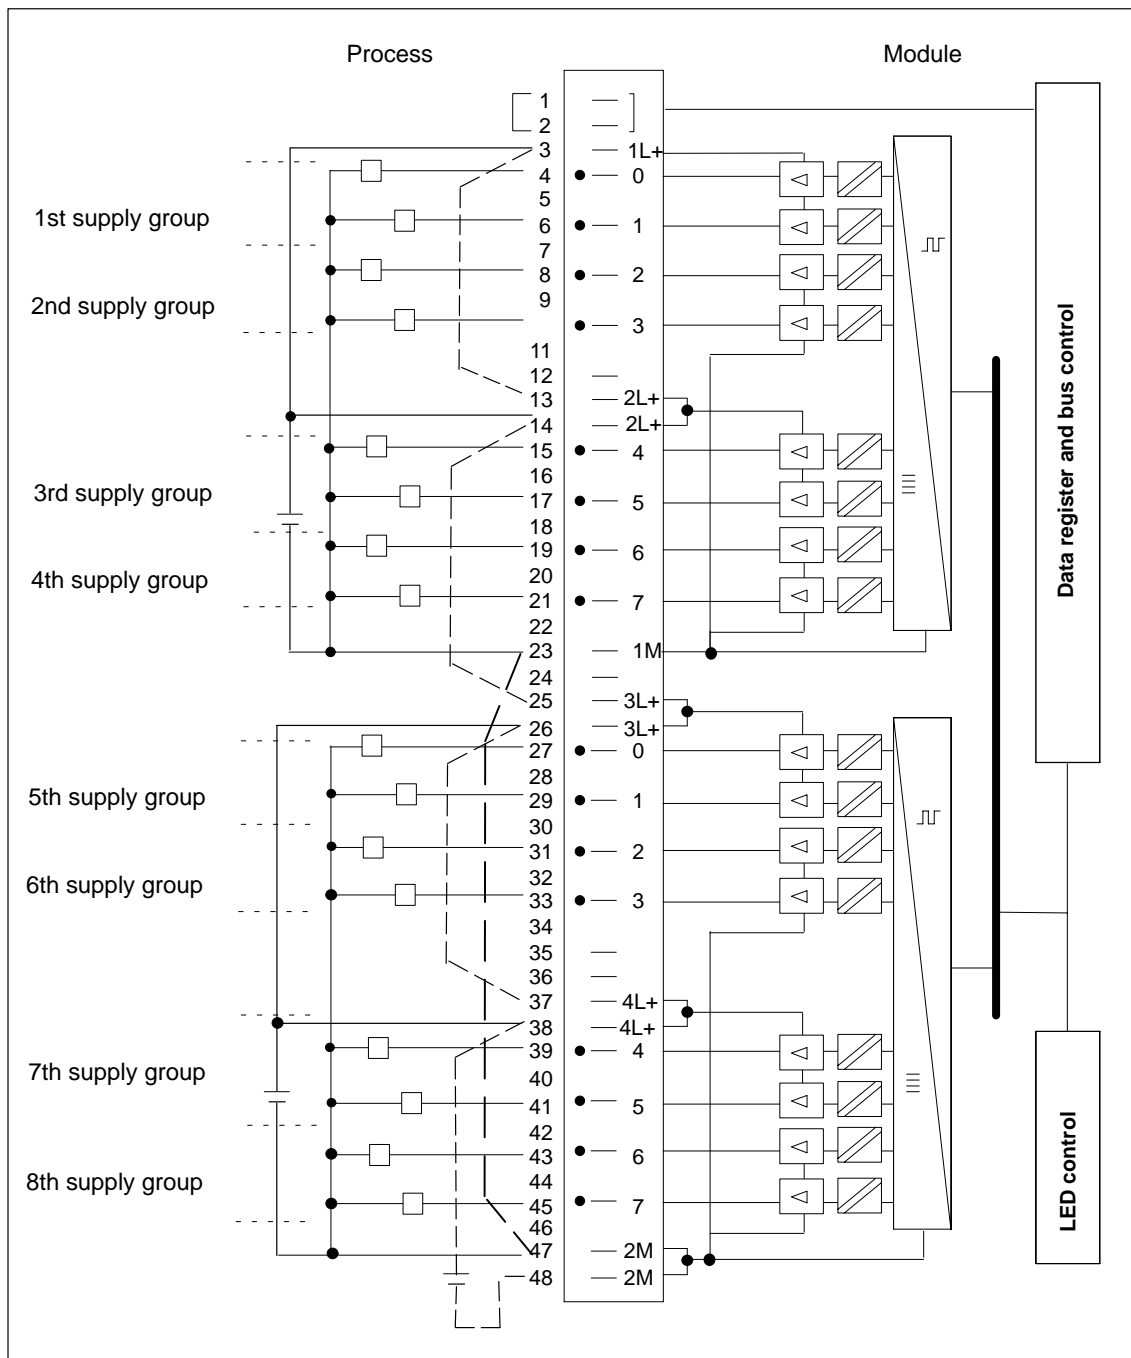 Process
Module
1
2
3 1L+
4 0
5
1st supply group
6 1
7
8 2
2nd supply group
9
3
11
12
13 2L+
14 2L+
15 4
16
3rd supply group
17 5
18
19 6
4th supply group
20
21 7
22
23 1M
24
25 3L+
26 3L+
27 0
28
5th supply group
29 1
30
31 2
32
6th supply group
33 3
34
35
36
37 4L+
38 4L+
39 4
7th supply group
40
41 5
42
43 6
44
8th supply group
45 7
46
47 2M
48 2M
Data register and bus control
LED control